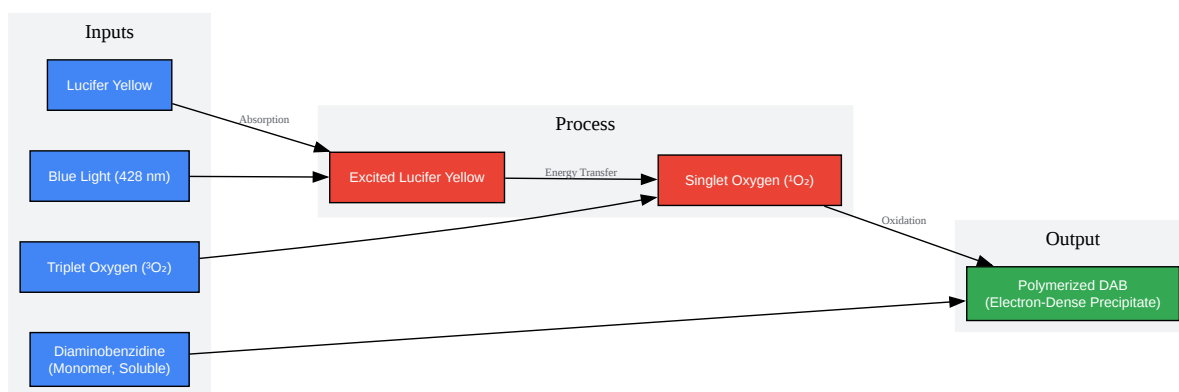 Inputs
Lucifer Yellow
Blue Light (428 nm)
Triplet Oxygen (³O₂)
Diaminobenzidine
(Monomer, Soluble)
Absorption
Process
Excited Lucifer Yellow
Energy Transfer
Singlet Oxygen (¹O₂)
Oxidation
Output
Polymerized DAB
(Electron-Dense Precipitate)